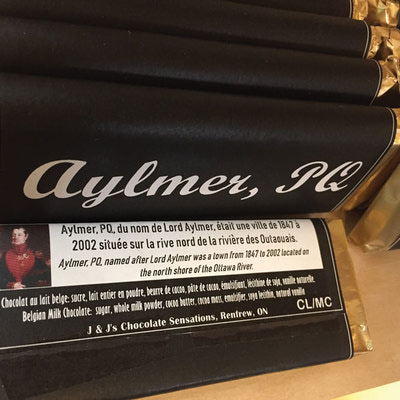 Aylmer, PQ
Aylmer, PQ, du nom de Lord Aylmer, était une ville de 1847 à
2002 située sur la rive nord de la rivière des Outaouais.
Aylmer, PQ, named after Lord Aylmer was a town from 1847 to 2002 located on
the north shore of the Ottawa River.
Chocolat au lait belge: sucre, lait entier en poudre, beurre de cacao, pâte de cacao, émulsifiant, lécithine de soya, vanille naturelle.
Belgian Milk Chocolate: sugar, whole milk powder, cocoa butter, cocoa mass, emulsifier, soya lecithin, natural vanilla
CL/MC
J & J's Chocolate Sensations, Renfrew, ON